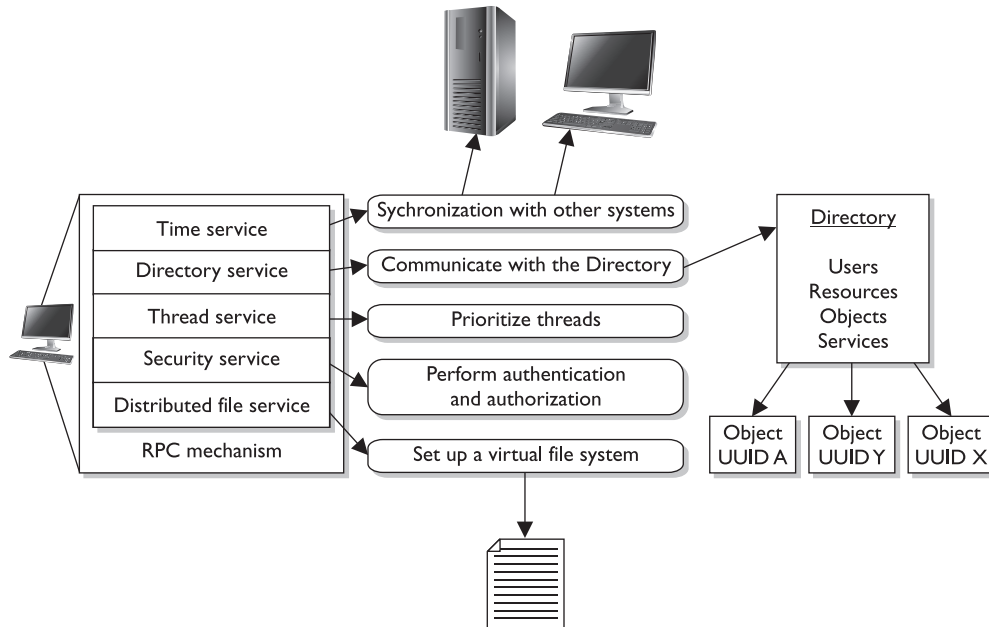 Time service
Directory service
Thread service
Security service
Distributed file service
RPC mechanism
Sychronization with other systems
Communicate with the Directory
Prioritize threads
Perform authentication
and authorization
Set up a virtual file system
Directory
Users
Resources
Objects
Services
Object
UUID A
Object
UUID Y
Object
UUID X